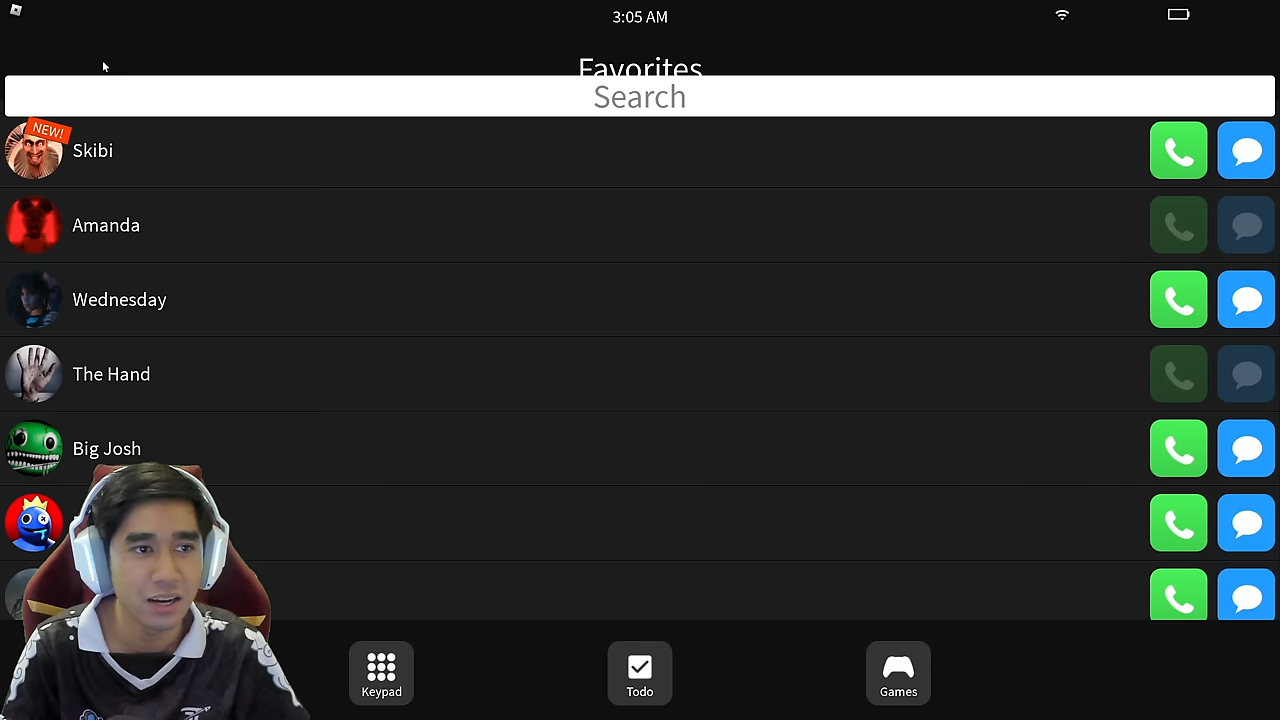 3:05 AM
Favorites
Search
NEW!
Skibi
Amanda
Wednesday
The Hand
Big Josh
Keypad
Todo
Games